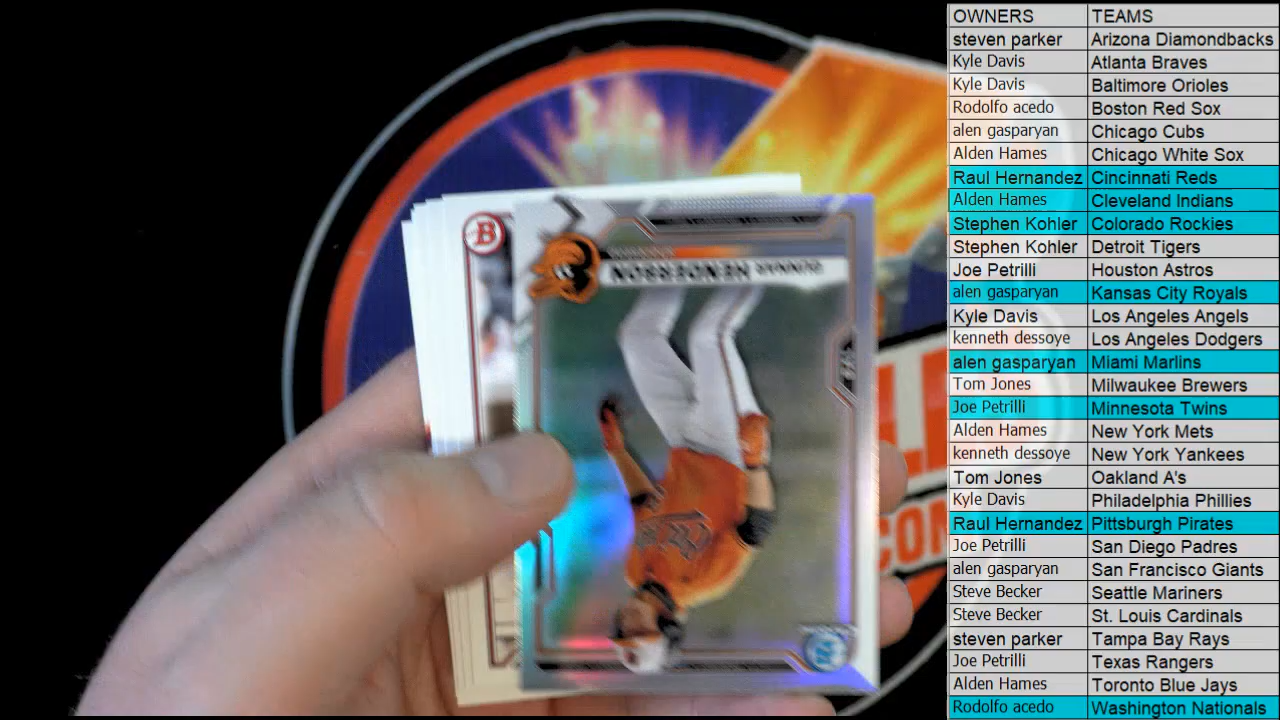 OWNERS TEAMS
steven parker Arizona Diamondbacks
Kyle Davis Atlanta Braves
Kyle Davis Baltimore Orioles
Rodolfo acedo Boston Red Sox
alen gasparyan Chicago Cubs
Alden Hames Chicago White Sox
Raul Hernandez Cincinnati Reds
Alden Hames Cleveland Indians
Stephen Kohler Colorado Rockies
Stephen Kohler Detroit Tigers
Joe Petrilli Houston Astros
alen gasparyan Kansas City Royals
Kyle Davis Los Angeles Angels
kenneth dessoye Los Angeles Dodgers
alen gasparyan Miami Marlins
Tom Jones Milwaukee Brewers
Joe Petrilli Minnesota Twins
Alden Hames New York Mets
kenneth dessoye New York Yankees
Tom Jones Oakland A's
Kyle Davis Philadelphia Phillies
Raul Hernandez Pittsburgh Pirates
Joe Petrilli San Diego Padres
alen gasparyan San Francisco Giants
Steve Becker Seattle Mariners
Steve Becker St. Louis Cardinals
steven parker Tampa Bay Rays
Joe Petrilli Texas Rangers
Alden Hames Toronto Blue Jays
Rodolfo acedo Washington Nationals
B
GUNNAR HENDERSON